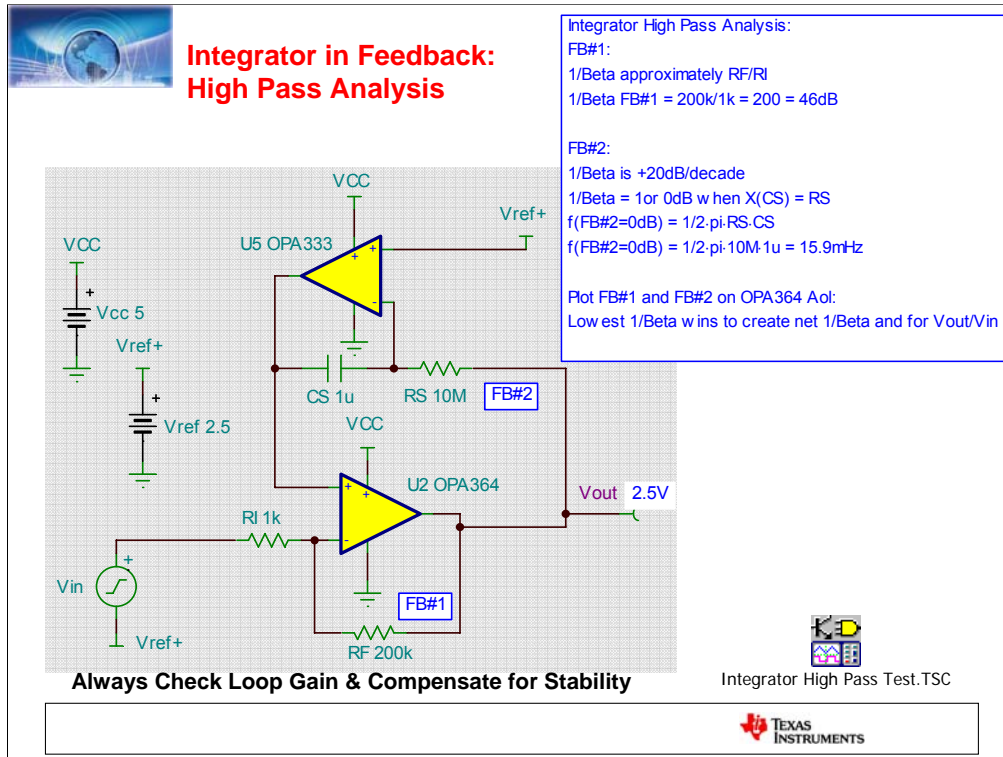 Integrator in Feedback:
High Pass Analysis
Integrator High Pass Analysis:
FB#1:
1/Beta approximately RF/RI
1/Beta FB#1 = 200k/1k = 200 = 46dB
FB#2:
1/Beta is +20dB/decade
1/Beta = 1or 0dB w hen X(CS) = RS
f(FB#2=0dB) = 1/2·pi·RS·CS
f(FB#2=0dB) = 1/2·pi·10M·1u = 15.9mHz
Plot FB#1 and FB#2 on OPA364 Aol:
Low est 1/Beta w ins to create net 1/Beta and for Vout/Vin
VCC
Vref+
U5 OPA333
+
+
-
VCC
+
Vcc 5
Vref+
+
Vref 2.5
CS 1u
RS 10M
FB#2
VCC
U2 OPA364
+
+
-
Vout 2.5V
RI 1k
Vin
+
Vref+
FB#1
RF 200k
Always Check Loop Gain & Compensate for Stability
Integrator High Pass Test.TSC
TEXAS
INSTRUMENTS